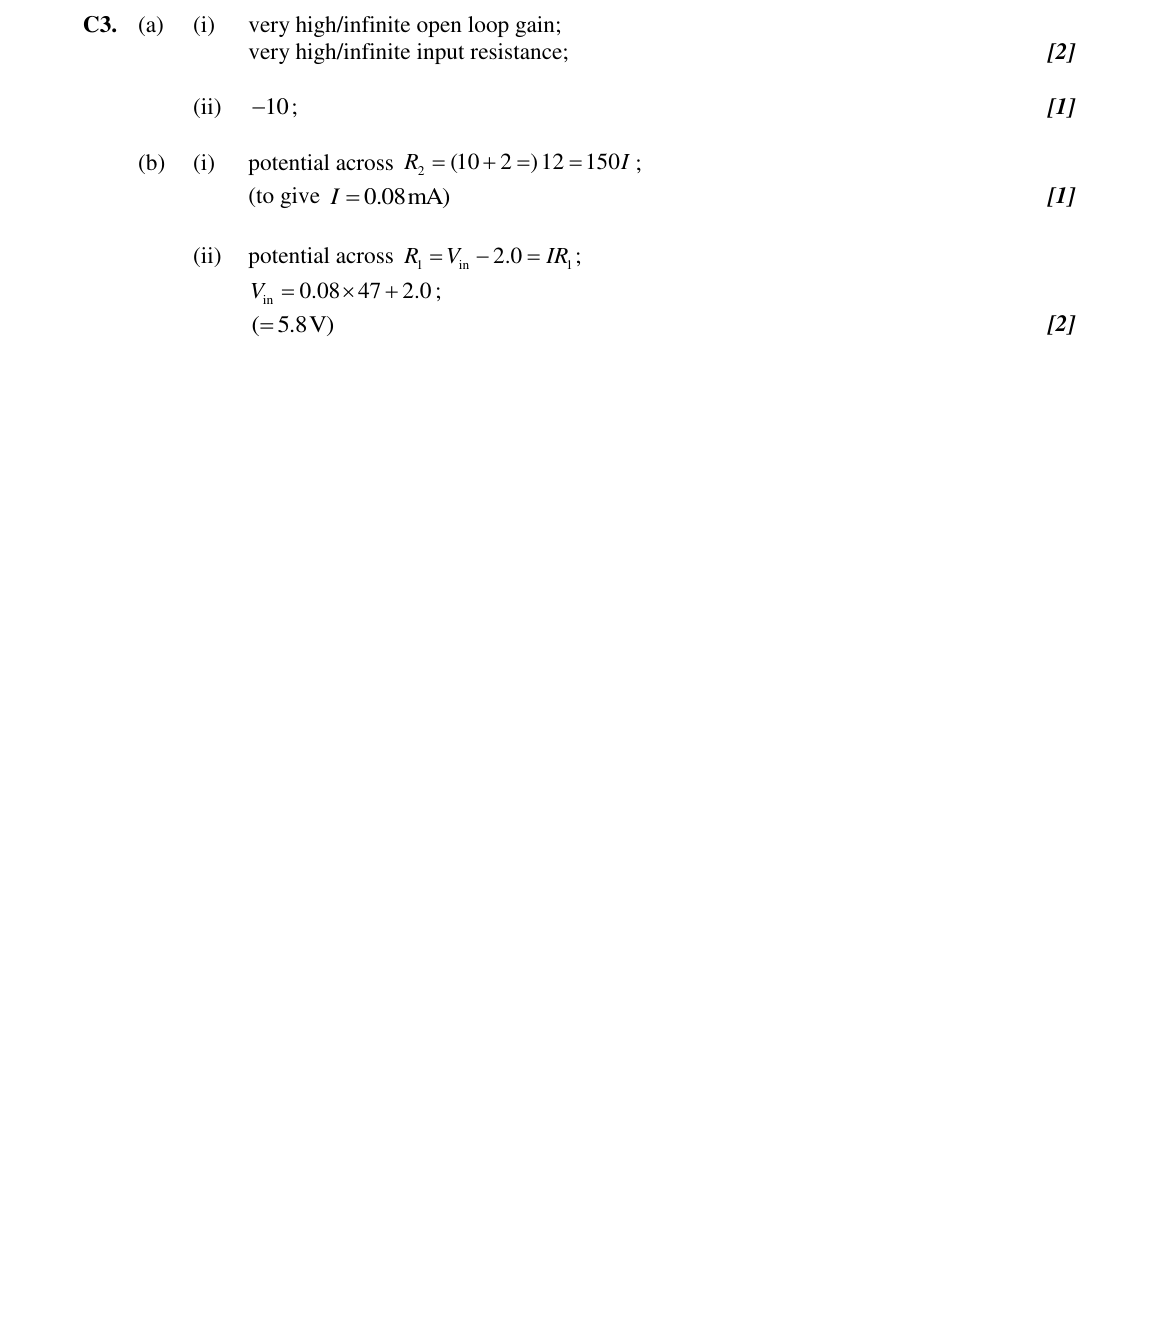 C3. (a) (i) very high/infinite open loop gain;
very high/infinite input resistance; [2]
(ii) −10; [1]
(b) (i) potential across R₂ = (10 + 2 =) 12 = 150I ;
(to give I = 0.08 mA) [1]
(ii) potential across R₁ = Vᵢₙ − 2.0 = IR₁ ;
Vᵢₙ = 0.08 × 47 + 2.0 ;
(= 5.8 V) [2]